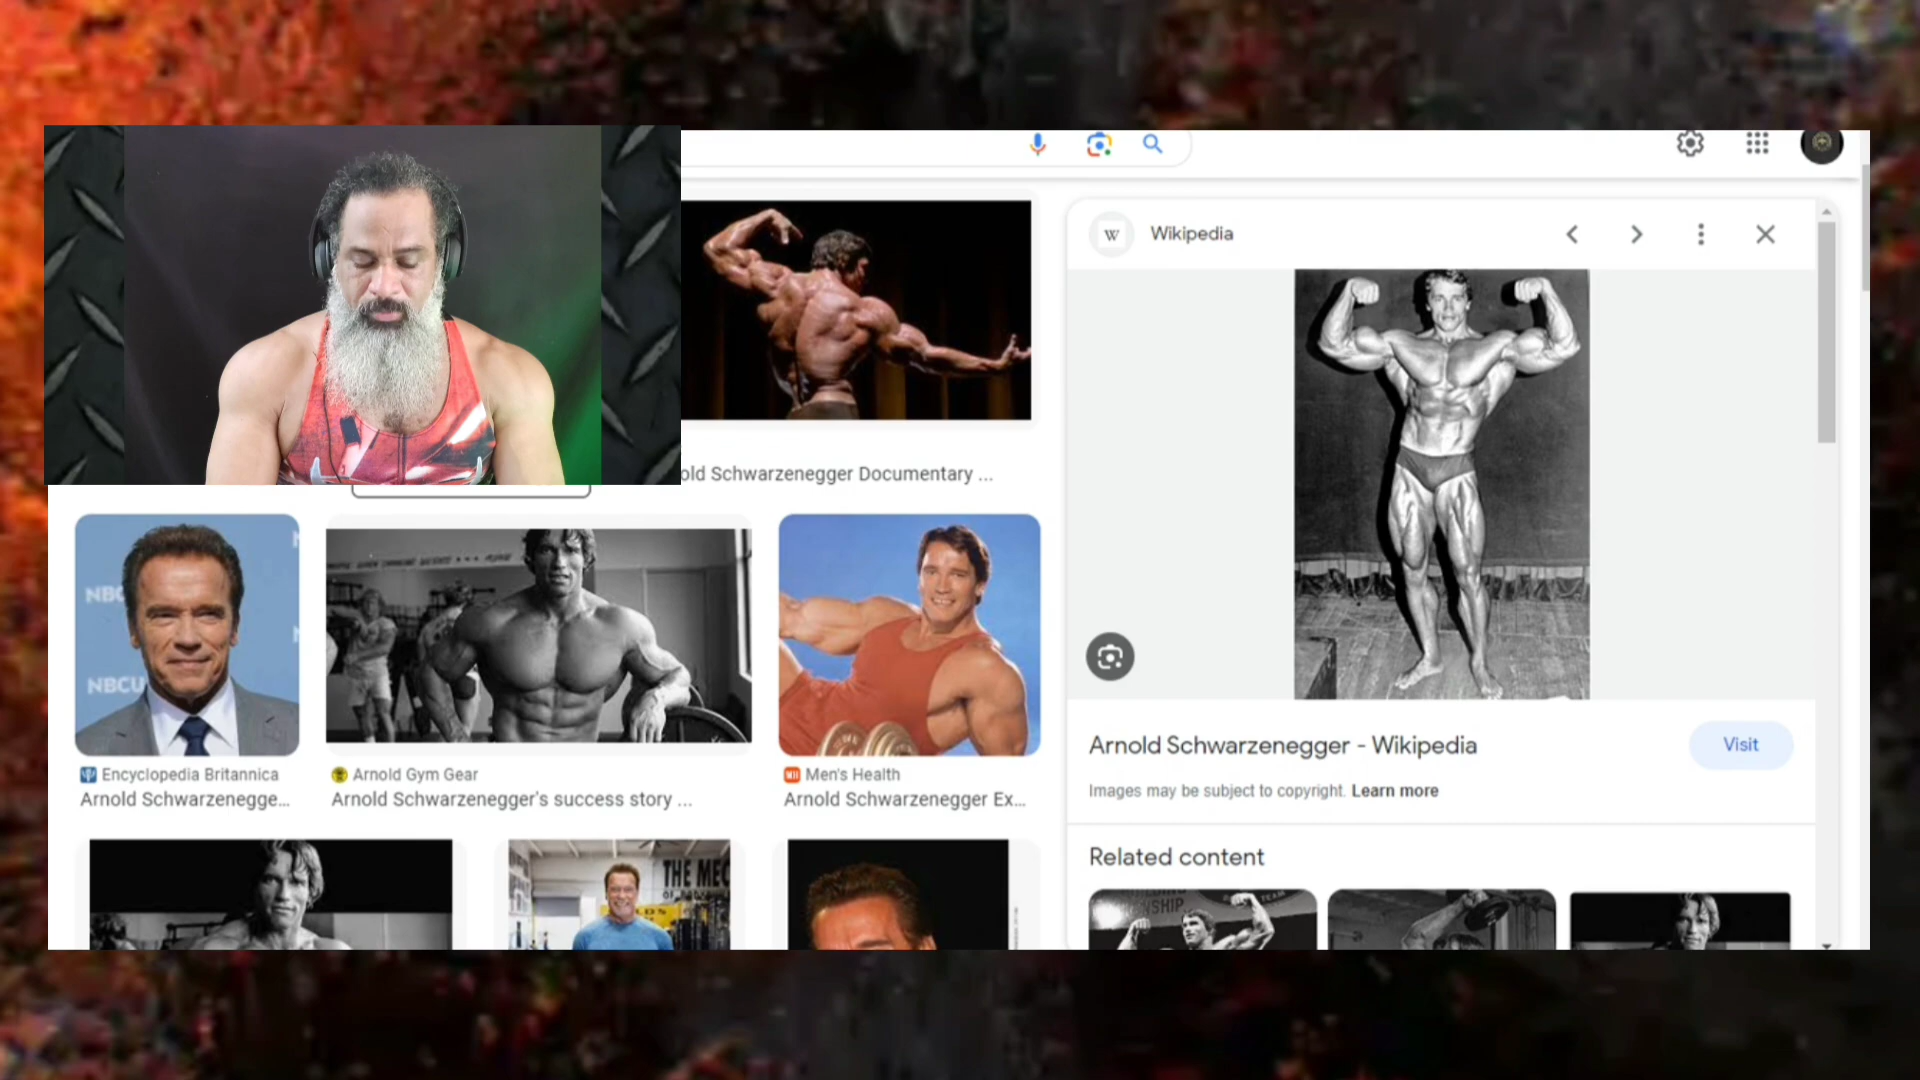 W Wikipedia
old Schwarzenegger Documentary ...
NBC
NBCU
Encyclopedia Britannica
Arnold Schwarzenegge...
Arnold Gym Gear
Arnold Schwarzenegger's success story ...
MH Men's Health
Arnold Schwarzenegger Ex...
Arnold Schwarzenegger - Wikipedia
Visit
Images may be subject to copyright. Learn more
Related content
THE MEC